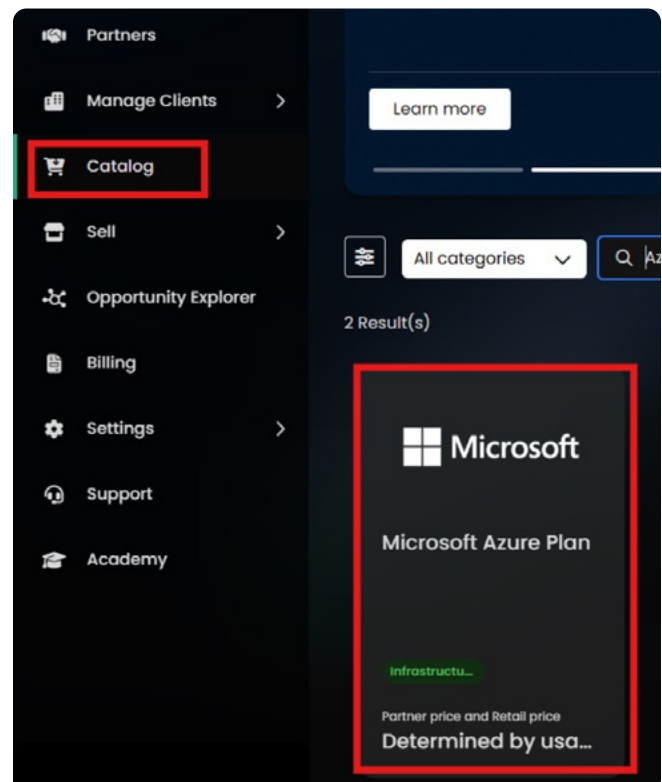 Partners
Manage Clients
Catalog
Sell
Opportunity Explorer
Billing
Settings
Support
Academy
Learn more
All categories
Az
2 Result(s)
Microsoft
Microsoft Azure Plan
Infrastructu...
Partner price and Retail price
Determined by usa...